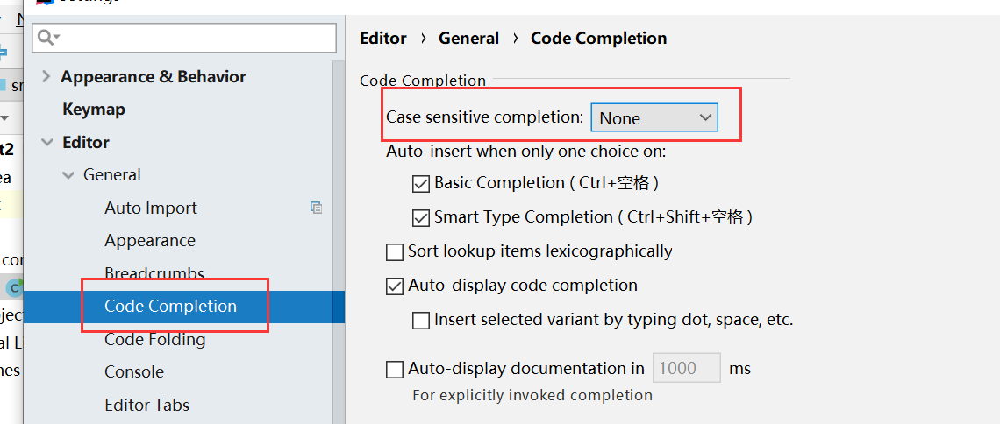 Editor › General › Code Completion
Appearance & Behavior
Keymap
Editor
General
Auto Import
Appearance
Breadcrumbs
Code Completion
Code Folding
Console
Editor Tabs
Code Completion
Case sensitive completion: None
Auto-insert when only one choice on:
Basic Completion ( Ctrl+空格 )
Smart Type Completion ( Ctrl+Shift+空格 )
Sort lookup items lexicographically
Auto-display code completion
Insert selected variant by typing dot, space, etc.
Auto-display documentation in 1000 ms
For explicitly invoked completion